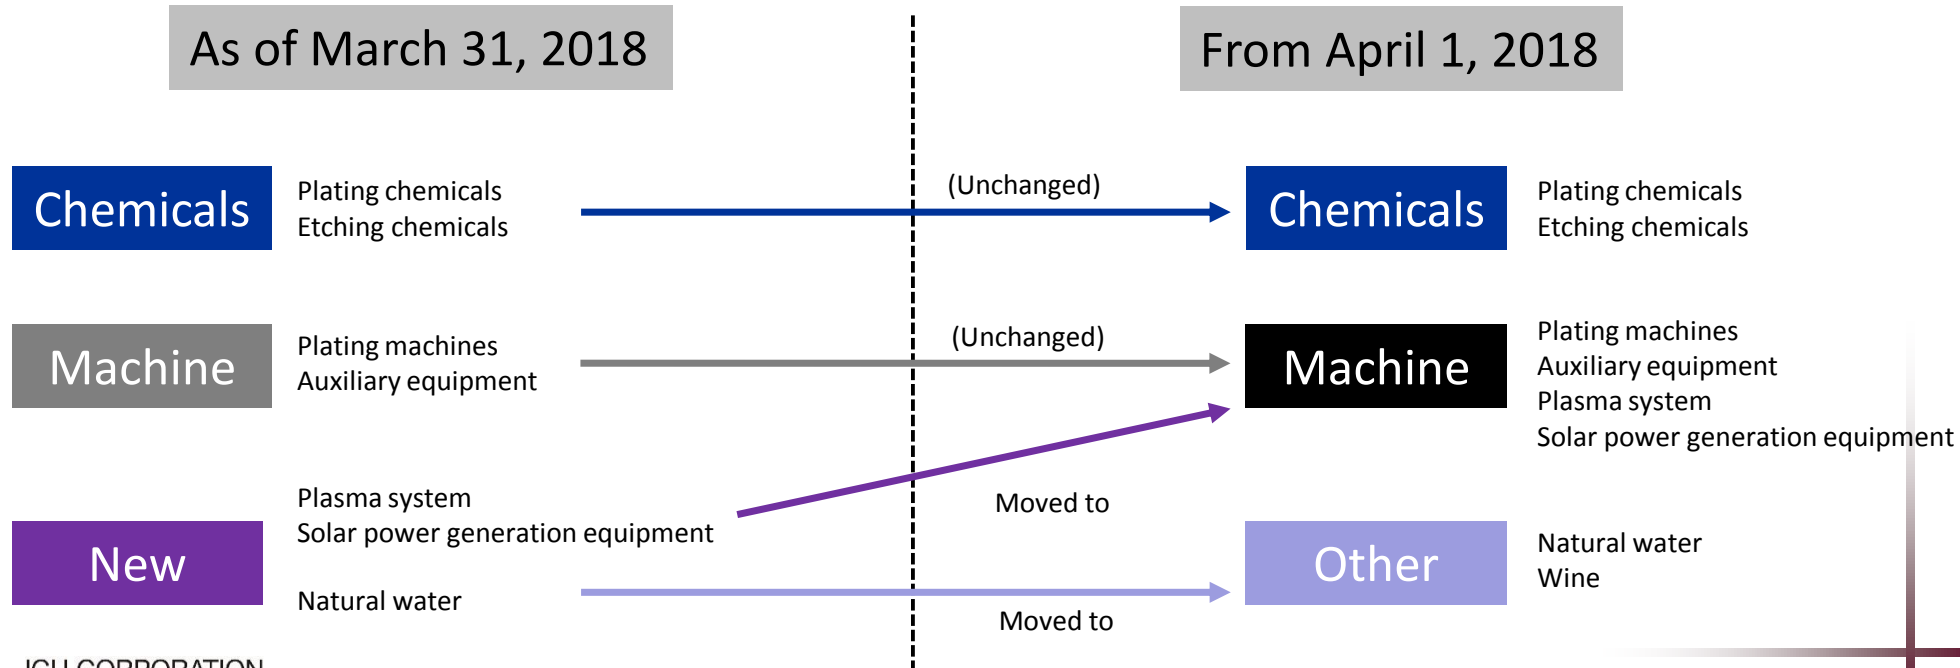 As of March 31, 2018
From April 1, 2018
Chemicals
Plating chemicals
Etching chemicals
(Unchanged)
Chemicals
Plating chemicals
Etching chemicals
Machine
Plating machines
Auxiliary equipment
(Unchanged)
Machine
Plating machines
Auxiliary equipment
Plasma system
Solar power generation equipment
New
Plasma system
Solar power generation equipment
Natural water
Moved to
Moved to
Other
Natural water
Wine
CORPORATION